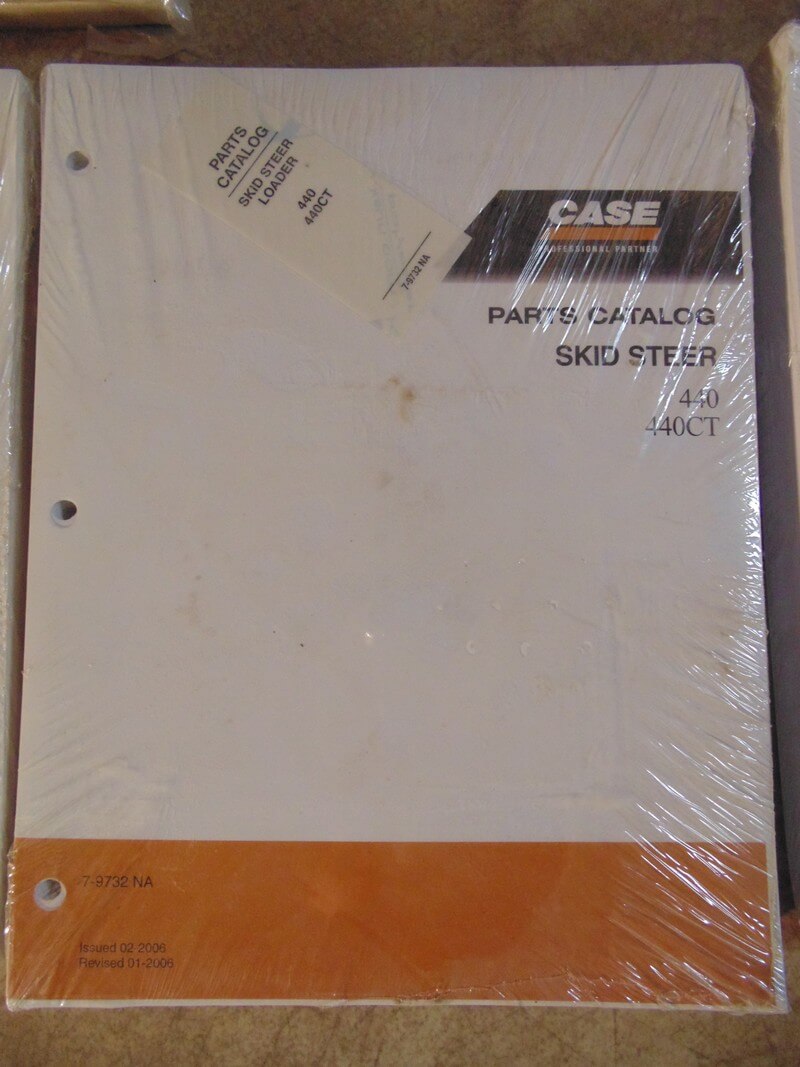 PARTS
CATALOG
SKID STEER
LOADER
440
440CT
7-9732 NA
CASE
PROFESSIONAL PARTNER
PARTS CATALOG
SKID STEER
440
440CT
7-9732 NA
Issued 02-2006
Revised 01-2006